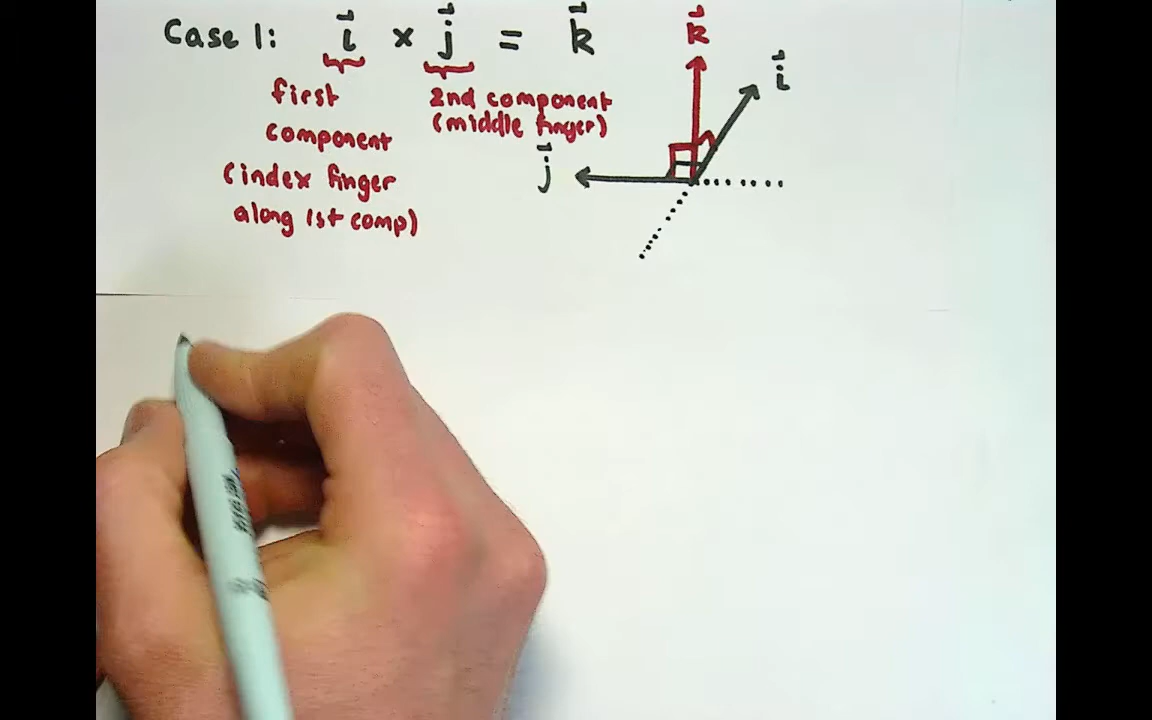 Case 1: i⃗ × j⃗ = k⃗
first
component
(index finger
along 1st comp)
2nd component
(middle finger)
k⃗
i⃗
j⃗